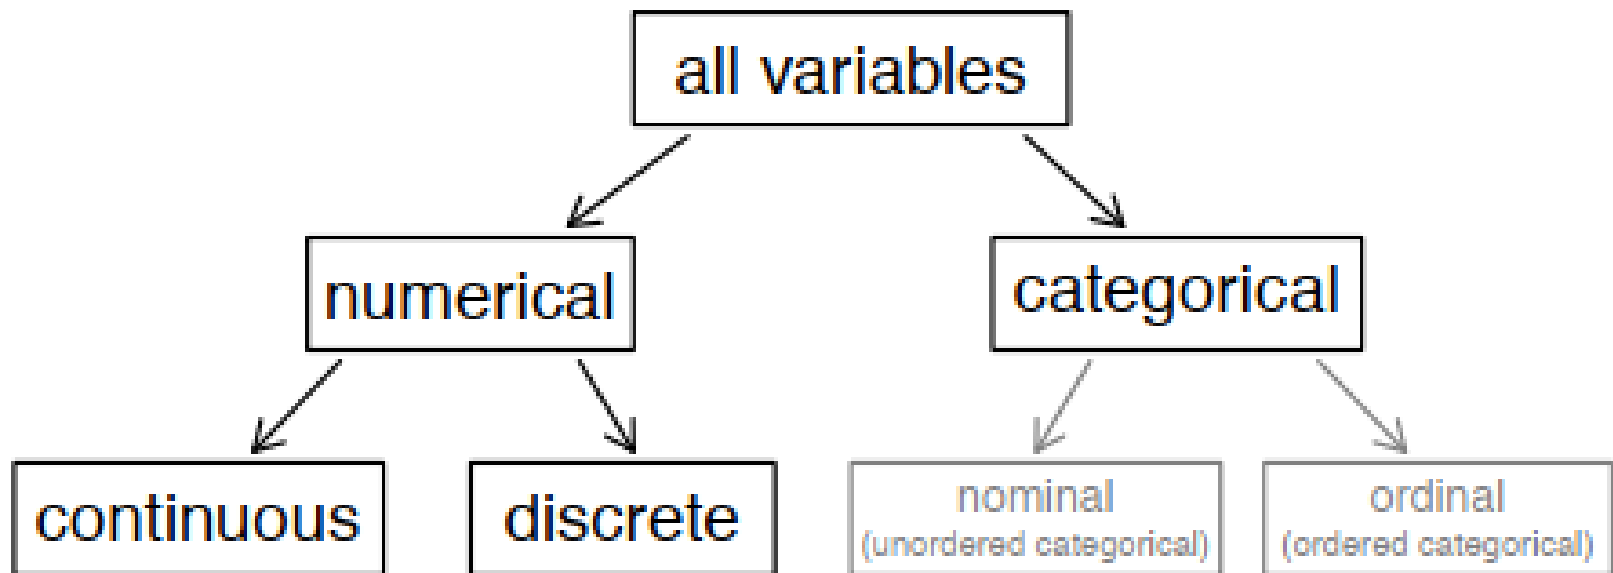 all variables
numerical
categorical
continuous
discrete
nominal
(unordered categorical)
ordinal
(ordered categorical)